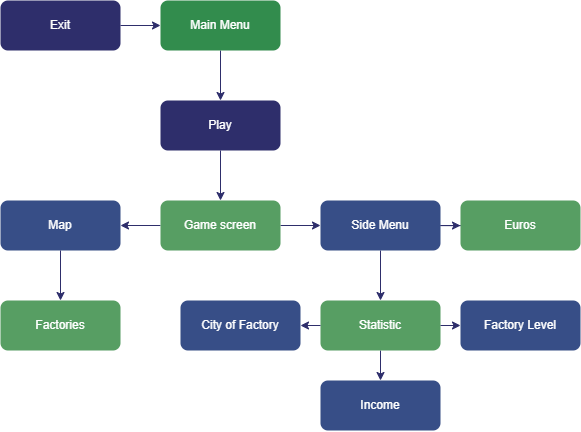 Exit
Main Menu
Play
Map
Game screen
Side Menu
Euros
Factories
City of Factory
Statistic
Factory Level
Income